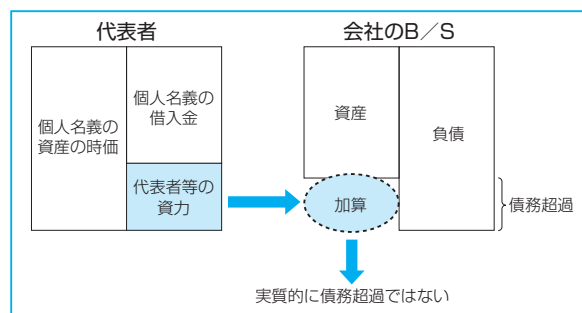 代表者
会社のB／S
個人名義の
資産の時価
個人名義の
借入金
代表者等の
資力
資産
負債
加算
債務超過
実質的に債務超過ではない